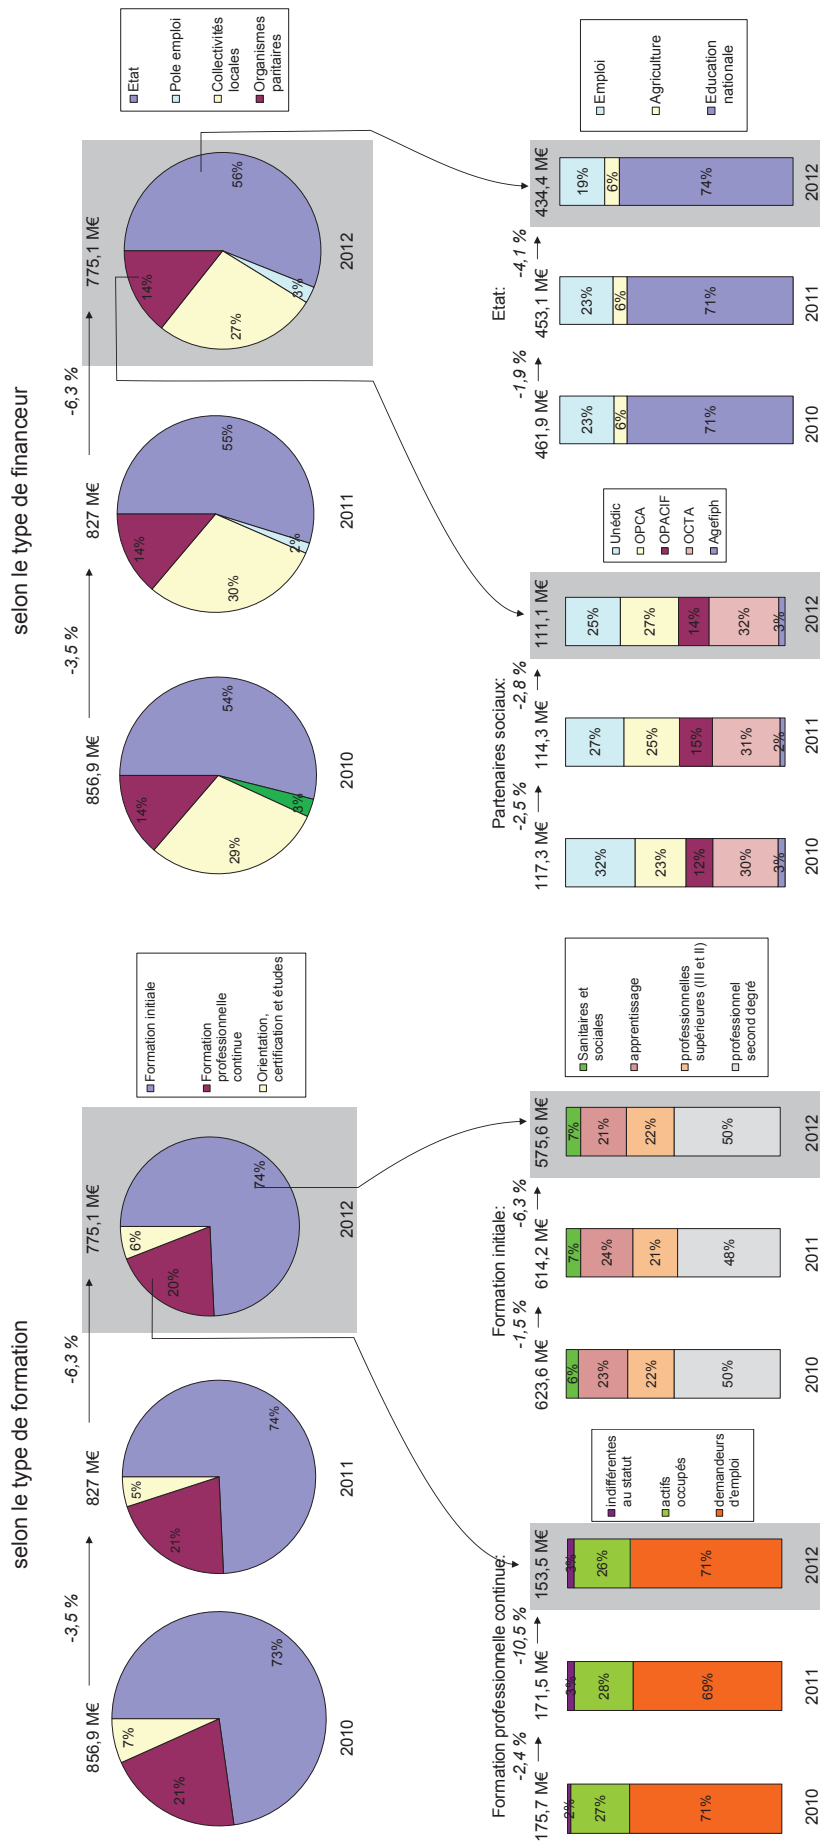 selon le type de formation
856,9 M€
-3,5 %
827 M€
-6,3 %
775,1 M€
7%
21%
73%
2010
5%
21%
74%
2011
6%
20%
74%
2012
Formation initiale
Formation
professionnelle
continue
Orientation,
certification et études
Formation professionnelle continue:
175,7 M€
-2,4 %
171,5 M€
-10,5 %
153,5 M€
2%
27%
71%
2010
3%
28%
69%
2011
3%
26%
71%
2012
indifférentes
au statut
actifs
occupés
demandeurs
d'emploi
Formation initiale:
623,6 M€
-1,5 %
614,2 M€
-6,3 %
575,6 M€
6%
23%
22%
50%
2010
7%
24%
21%
48%
2011
7%
21%
22%
50%
2012
Sanitaires et
sociales
apprentissage
professionnelles
supérieures (III et II)
professionnel
second degré
selon le type de financeur
856,9 M€
-3,5 %
827 M€
-6,3 %
775,1 M€
14%
54%
29%
3%
2010
14%
55%
30%
2%
2011
14%
56%
27%
3%
2012
Etat
Pole emploi
Collectivités
locales
Organismes
paritaires
Partenaires sociaux:
117,3 M€
-2,5 %
114,3 M€
-2,8 %
111,1 M€
32%
23%
12%
30%
3%
2010
27%
25%
15%
31%
2%
2011
25%
27%
14%
32%
3%
2012
Unédic
OPCA
OPACIF
OCTA
Agefiph
Etat:
461,9 M€
-1,9 %
453,1 M€
-4,1 %
434,4 M€
23%
6%
71%
2010
23%
6%
71%
2011
19%
6%
74%
2012
Emploi
Agriculture
Education
nationale